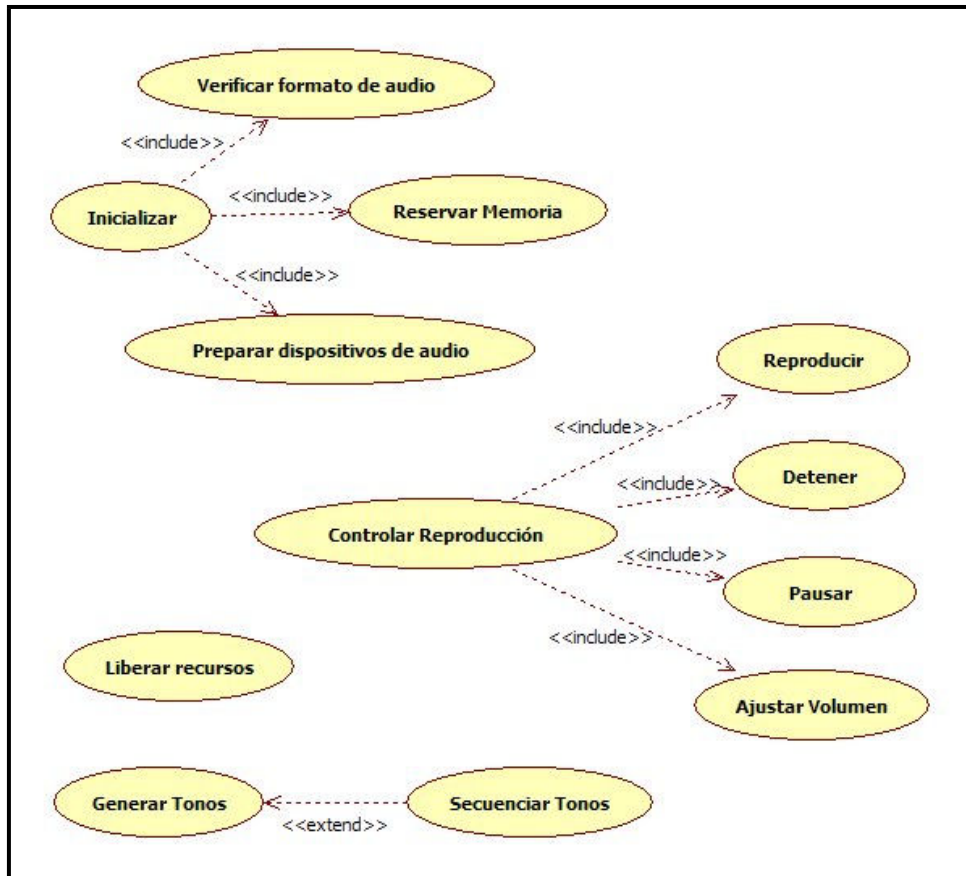 Verificar formato de audio
<<include>>
<<include>>
Inicializar
Reservar Memoria
<<include>>
Preparar dispositivos de audio
Reproducir
<<include>>
Detener
<<include>>
Controlar Reproducción
<<include>>
Pausar
<<include>>
Liberar recursos
Ajustar Volumen
Generar Tonos
Secuenciar Tonos
<<extend>>